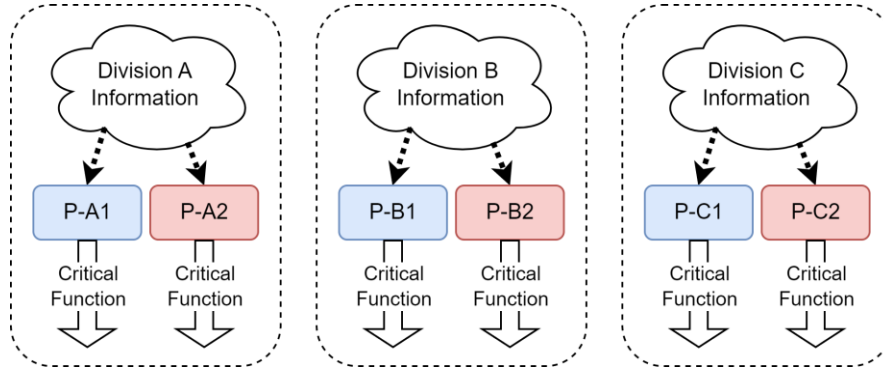 Division A
Information
P-A1
P-A2
Critical
Function
Critical
Function
Division B
Information
P-B1
P-B2
Critical
Function
Critical
Function
Division C
Information
P-C1
P-C2
Critical
Function
Critical
Function